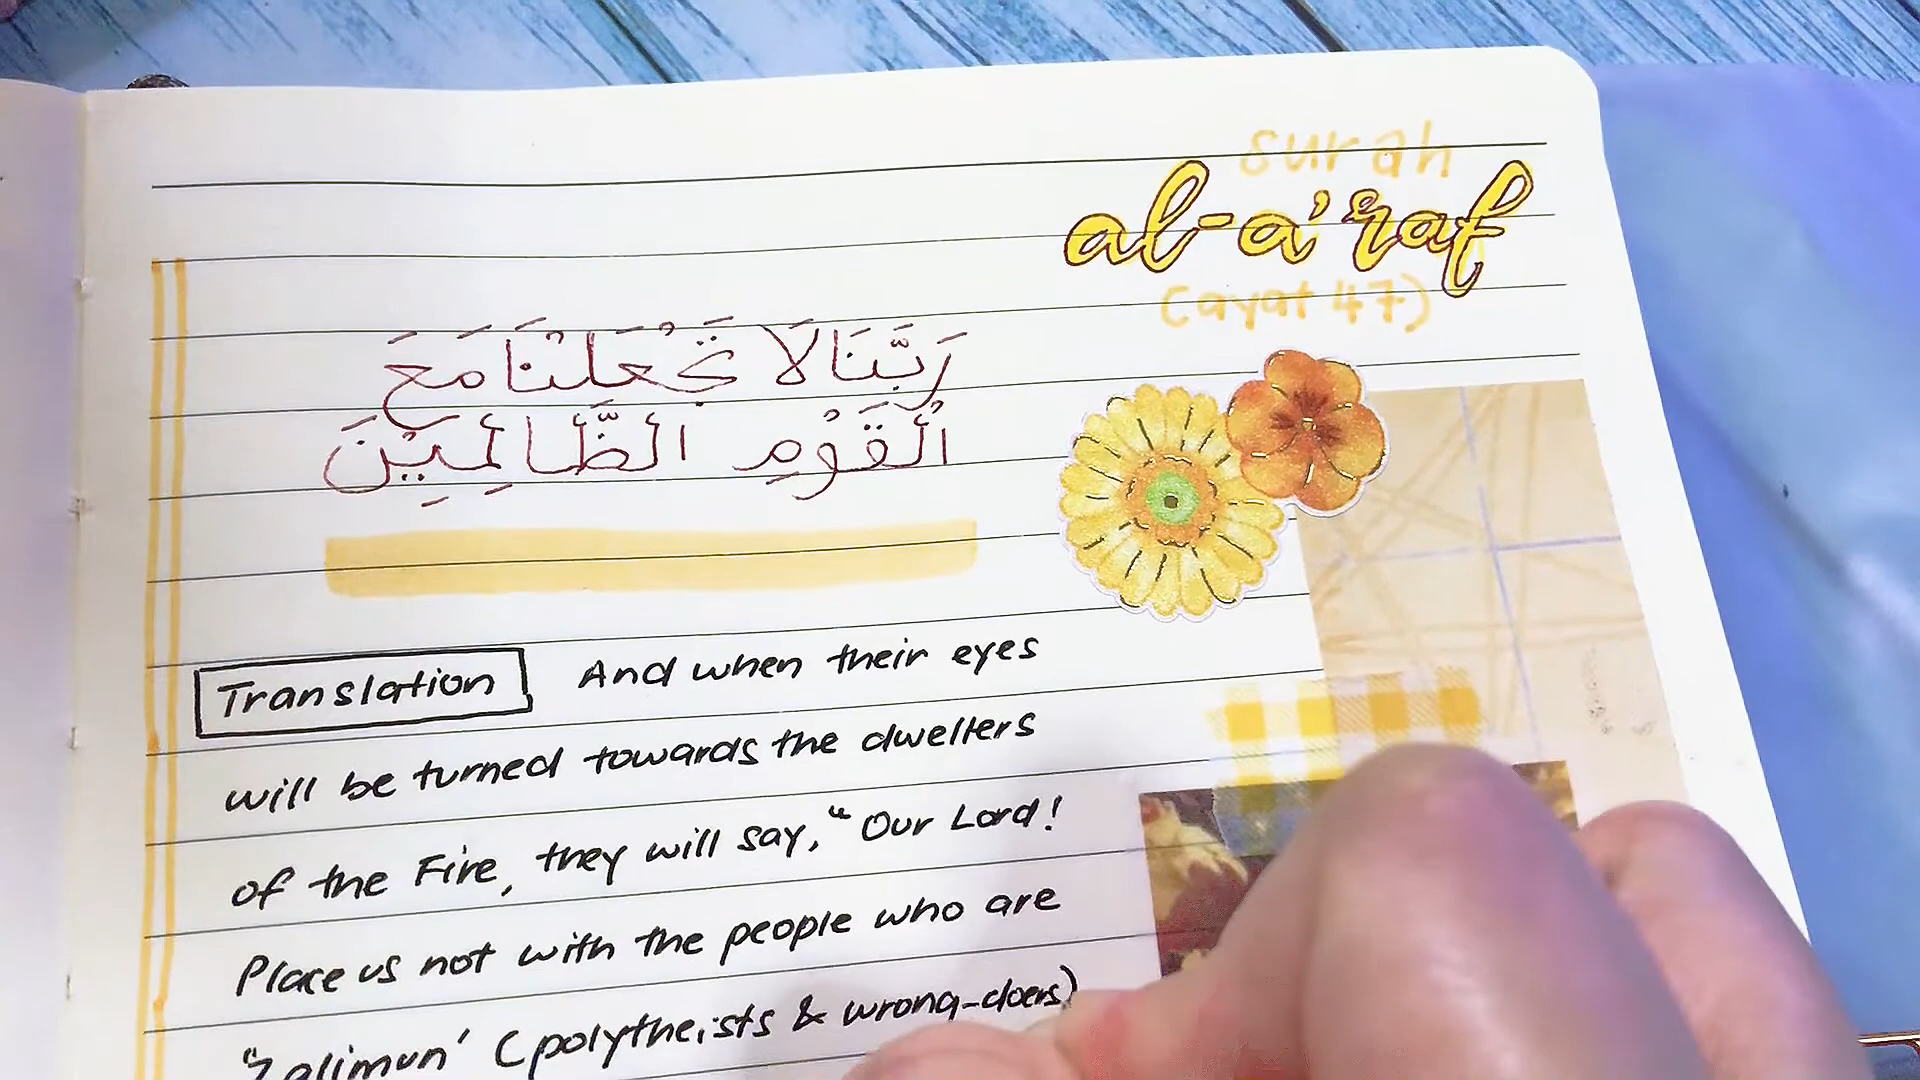 surah
al-a'raf
(ayat 47)
رَبَّنَا لَا تَجْعَلْنَا مَعَ
الْقَوْمِ الظَّالِمِيْنَ
Translation And when their eyes
will be turned towards the dwellers
of the Fire, they will say, “Our Lord!
Place us not with the people who are
"Zalimun' (polytheists & wrong-doers)